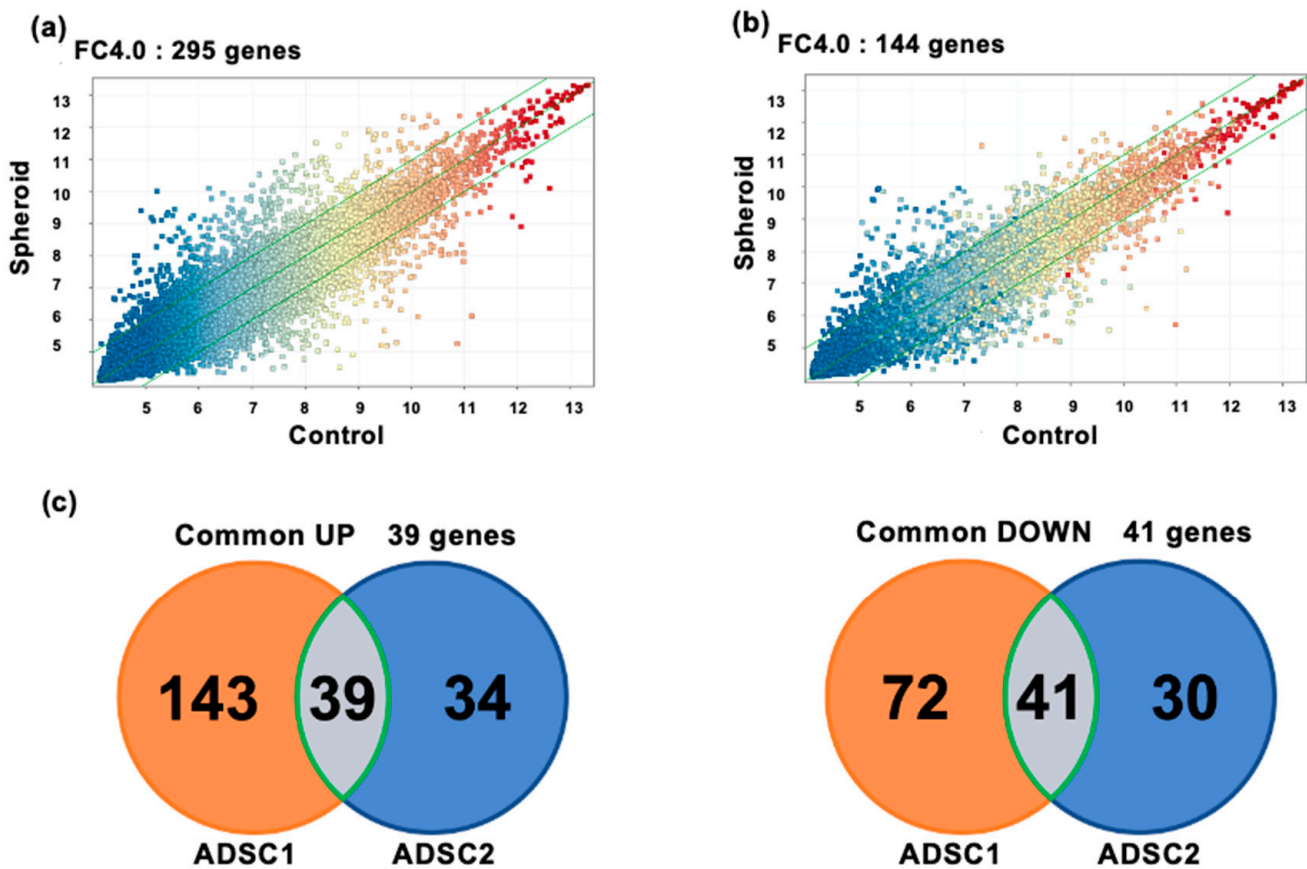 (a)
FC4.0 : 295 genes
13
12
11
10
9
8
7
6
5
Spheroid
5 6 7 8 9 10 11 12 13
Control
(b)
FC4.0 : 144 genes
13
12
11
10
9
8
7
6
5
Spheroid
5 6 7 8 9 10 11 12 13
Control
(c)
Common UP 39 genes
143 39 34
ADSC1 ADSC2
Common DOWN 41 genes
72 41 30
ADSC1 ADSC2